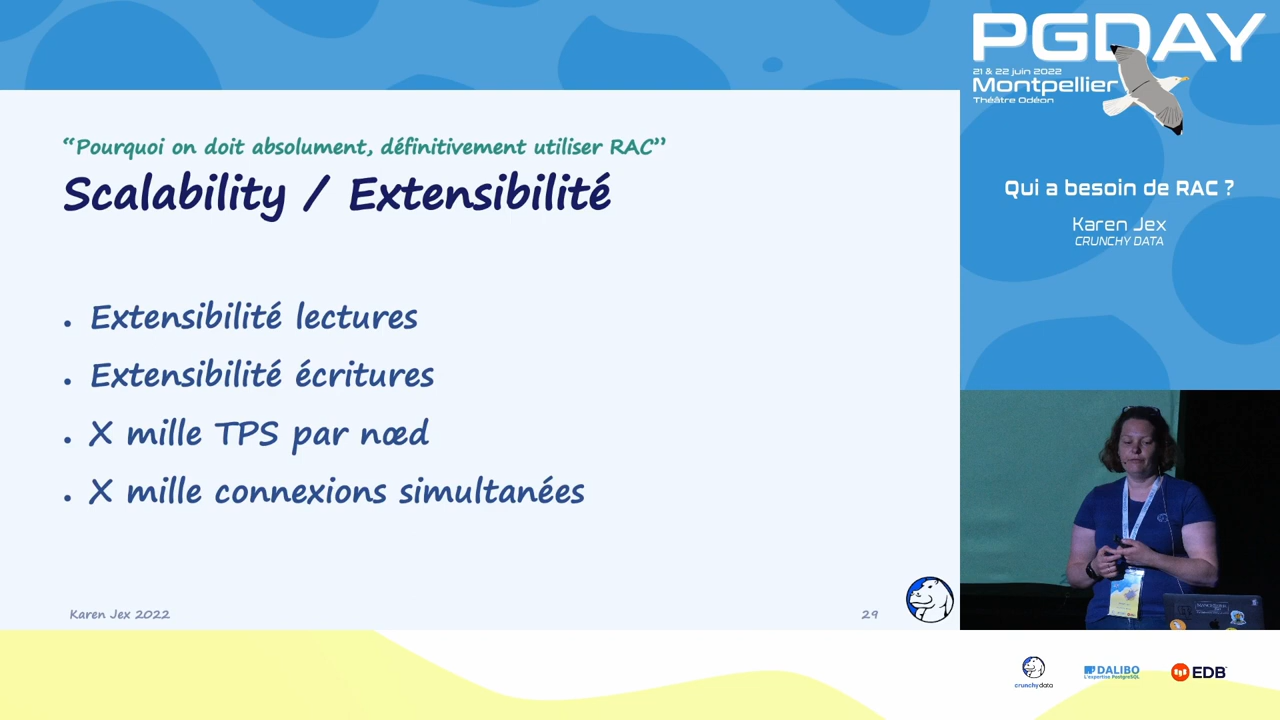 “Pourquoi on doit absolument, définitivement utiliser RAC”
Scalability / Extensibilité
. Extensibilité lectures
. Extensibilité écritures
. X mille TPS par nœd
. X mille connexions simultanées
Karen Jex 2022
29
PGDAY
21 & 22 juin 2022
Montpellier
Théâtre Odéon
Qui a besoin de RAC ?
Karen Jex
CRUNCHY DATA
crunchydata
DALIBO
L'expertise PostgreSQL
EDB